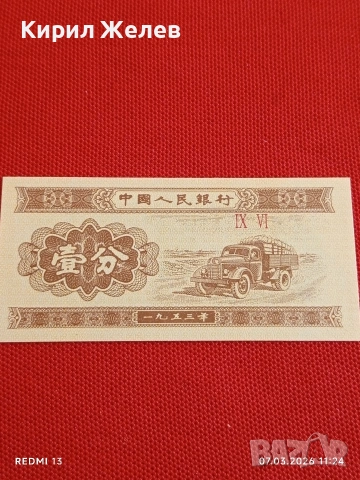 Кирил Желев
中國人民銀行
IX VI
壹分
一九五三年
REDMI 13
07.03.2026 11:24
BAZAR